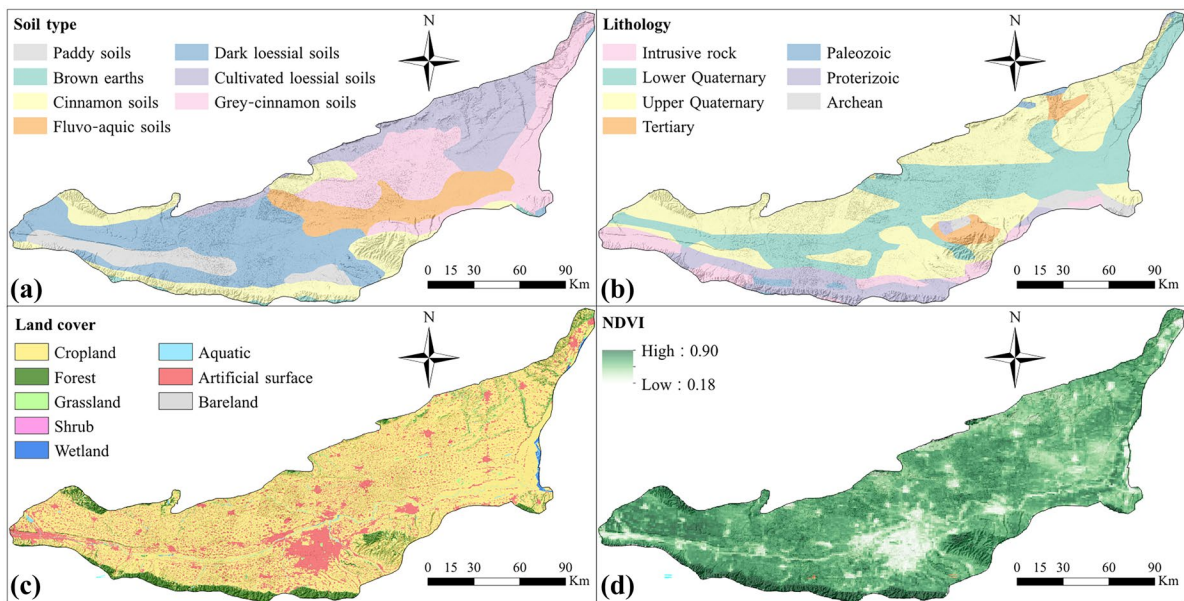 Soil type
Paddy soils
Brown earths
Cinnamon soils
Fluvo-aquic soils
Dark loessial soils
Cultivated loessial soils
Grey-cinnamon soils
N
(a)
0 15 30 60 90
Km
Lithology
Intrusive rock
Lower Quaternary
Upper Quaternary
Tertiary
Paleozoic
Proterizoic
Archean
N
(b)
0 15 30 60 90
Km
Land cover
Cropland
Forest
Grassland
Shrub
Wetland
Aquatic
Artificial surface
Bareland
N
(c)
0 15 30 60 90
Km
NDVI
High : 0.90
Low : 0.18
N
(d)
0 15 30 60 90
Km